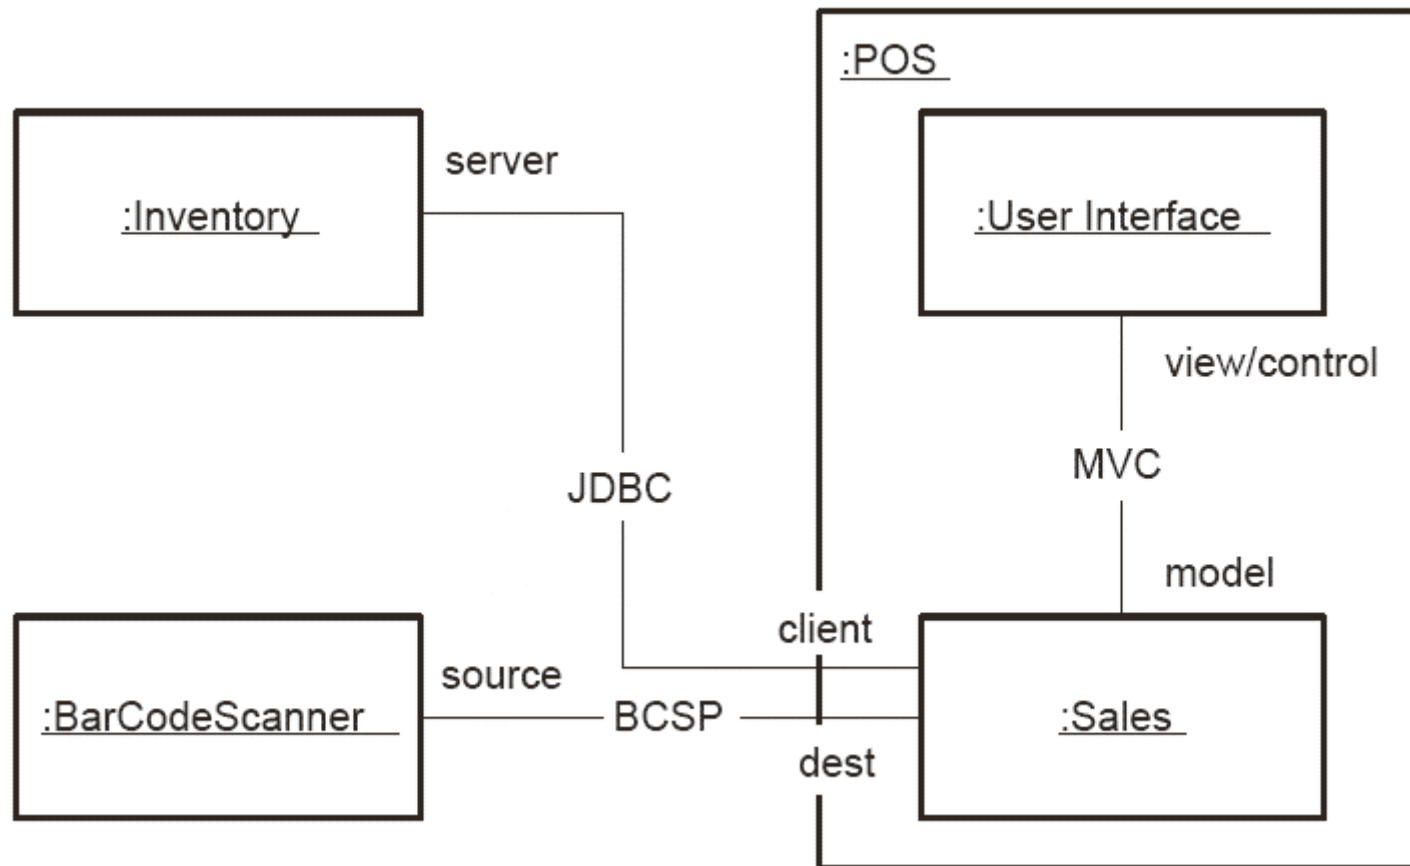 :POS
server
:Inventory
:User Interface
view/control
MVC
JDBC
model
client
source
:BarCodeScanner
BCSP
:Sales
dest